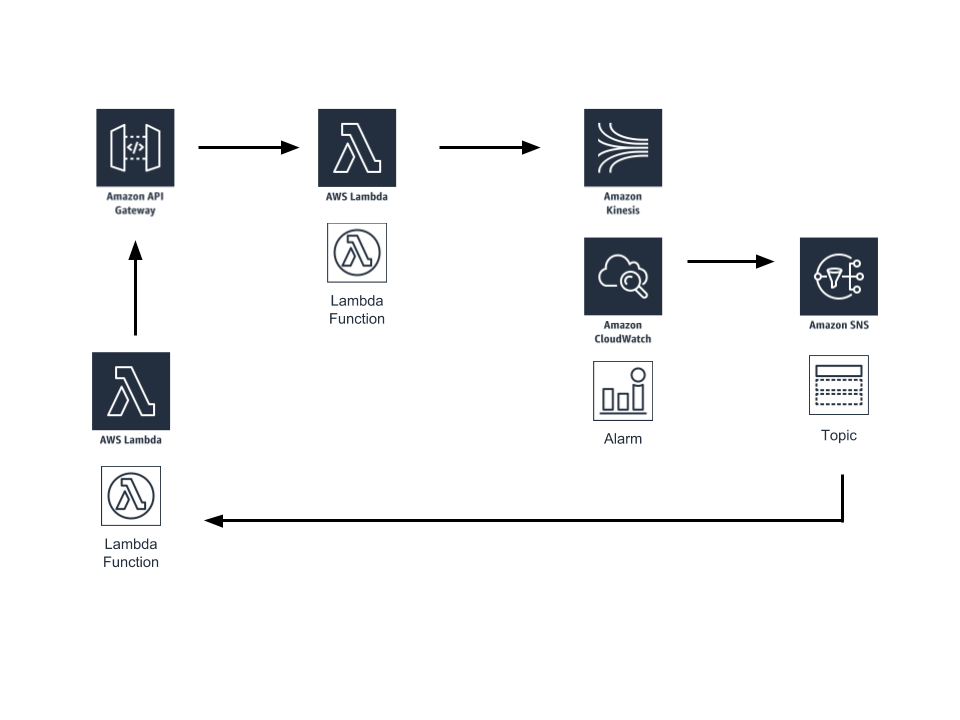 Amazon API
Gateway
AWS Lambda
Amazon
Kinesis
Lambda
Function
Amazon
CloudWatch
Amazon SNS
Alarm
Topic
AWS Lambda
Lambda
Function